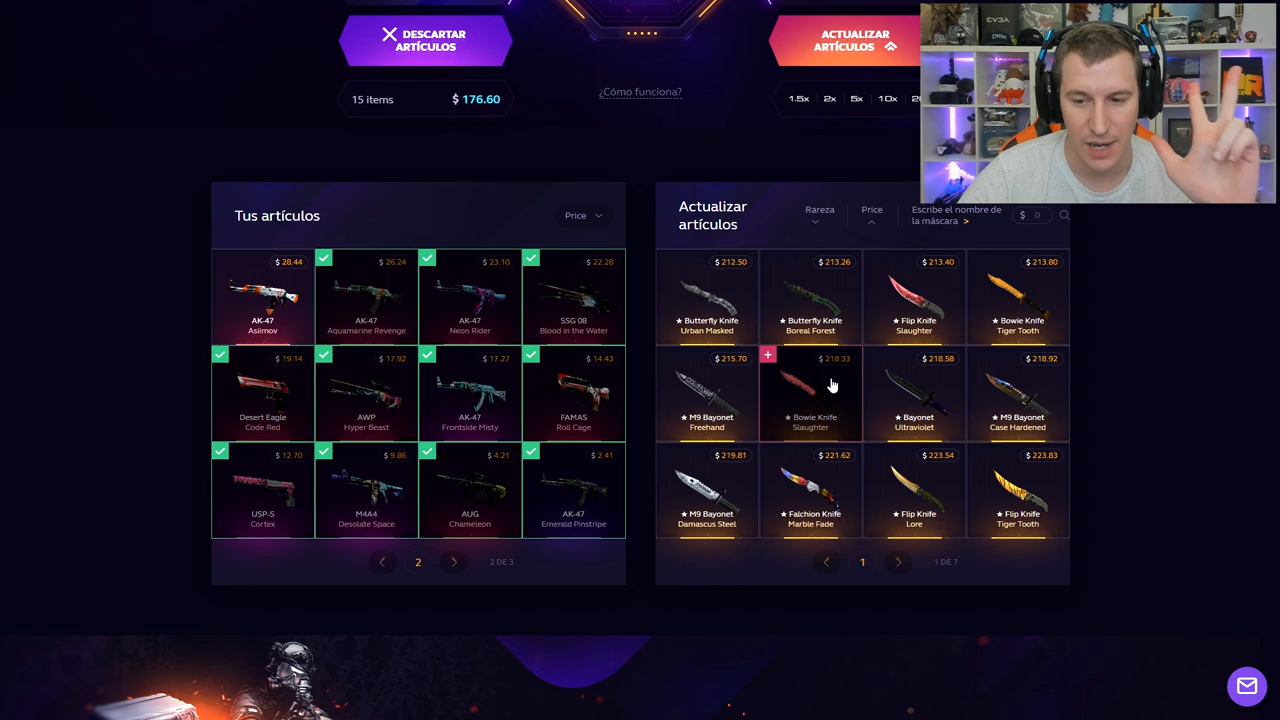 DESCARTAR
ARTÍCULOS
ACTUALIZAR
ARTÍCULOS
15 items
$ 176.60
¿Cómo funciona?
1.5x 2x 5x 10x
EVGA
Tus artículos
Price
Actualizar
artículos
Rareza
Price
Escribe el nombre de
la máscara >
$ 0
$ 28.44
AK-47
Asiimov
$ 26.24
AK-47
Aquamarine Revenge
$ 23.10
AK-47
Neon Rider
$ 22.28
SSG 08
Blood in the Water
$ 19.14
Desert Eagle
Code Red
$ 17.92
AWP
Hyper Beast
$ 17.27
AK-47
Frontside Misty
$ 14.43
FAMAS
Roll Cage
$ 12.70
USP-S
Cortex
$ 9.86
M4A4
Desolate Space
$ 4.21
AUG
Chameleon
$ 2.41
AK-47
Emerald Pinstripe
2
2 DE 3
$ 212.50
★ Butterfly Knife
Urban Masked
$ 213.26
★ Butterfly Knife
Boreal Forest
$ 213.40
★ Flip Knife
Slaughter
$ 213.80
★ Bowie Knife
Tiger Tooth
$ 215.70
★ M9 Bayonet
Freehand
$ 218.33
★ Bowie Knife
Slaughter
$ 218.58
★ Bayonet
Ultraviolet
$ 218.92
★ M9 Bayonet
Case Hardened
$ 219.81
★ M9 Bayonet
Damascus Steel
$ 221.62
★ Falchion Knife
Marble Fade
$ 223.54
★ Flip Knife
Lore
$ 223.83
★ Flip Knife
Tiger Tooth
1
1 DE 7